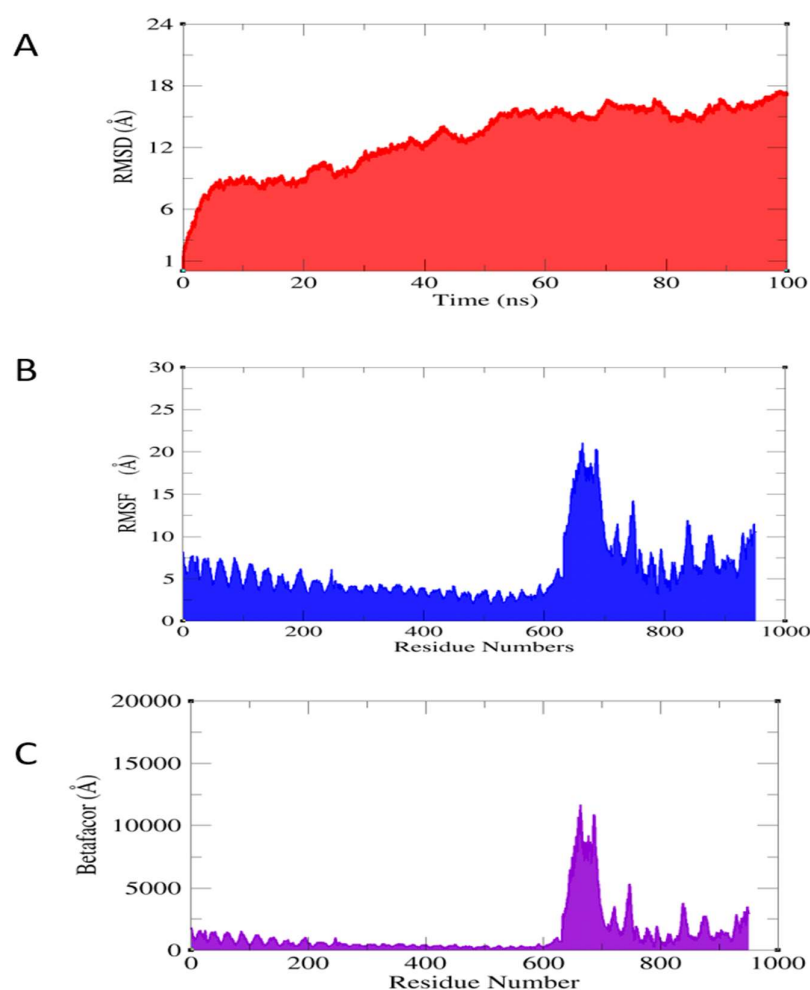 A
24
18
12
6
1
RMSD (Å)
0 20 40 60 80 100
Time (ns)
B
30
25
20
15
10
5
0
RMSF (Å)
0 200 400 600 800 1000
Residue Numbers
C
20000
15000
10000
5000
0
Betafacor (Å)
0 200 400 600 800 1000
Residue Number